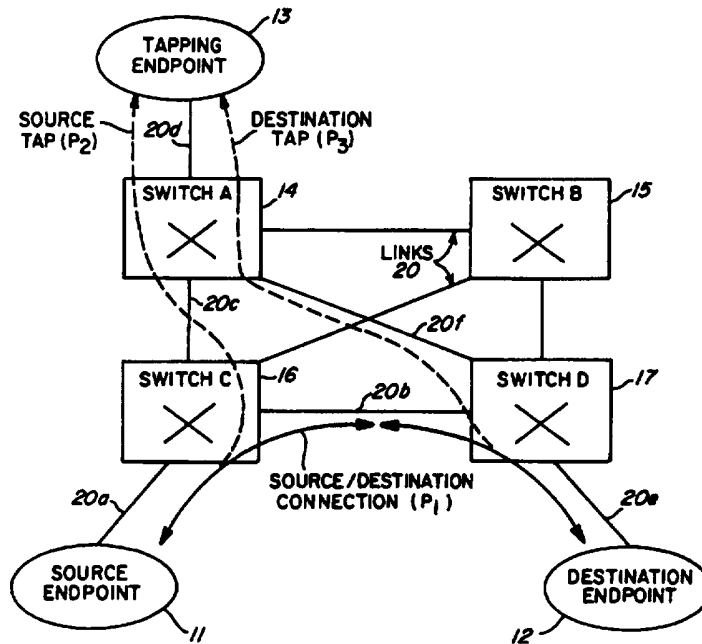 13
TAPPING
ENDPOINT
SOURCE
TAP (P2)
20d
DESTINATION
TAP (P3)
SWITCH A
14
SWITCH B
15
LINKS
20
20c
20f
SWITCH C
16
20b
SWITCH D
17
SOURCE/DESTINATION
CONNECTION (P1)
20a
20e
SOURCE
ENDPOINT
11
DESTINATION
ENDPOINT
12